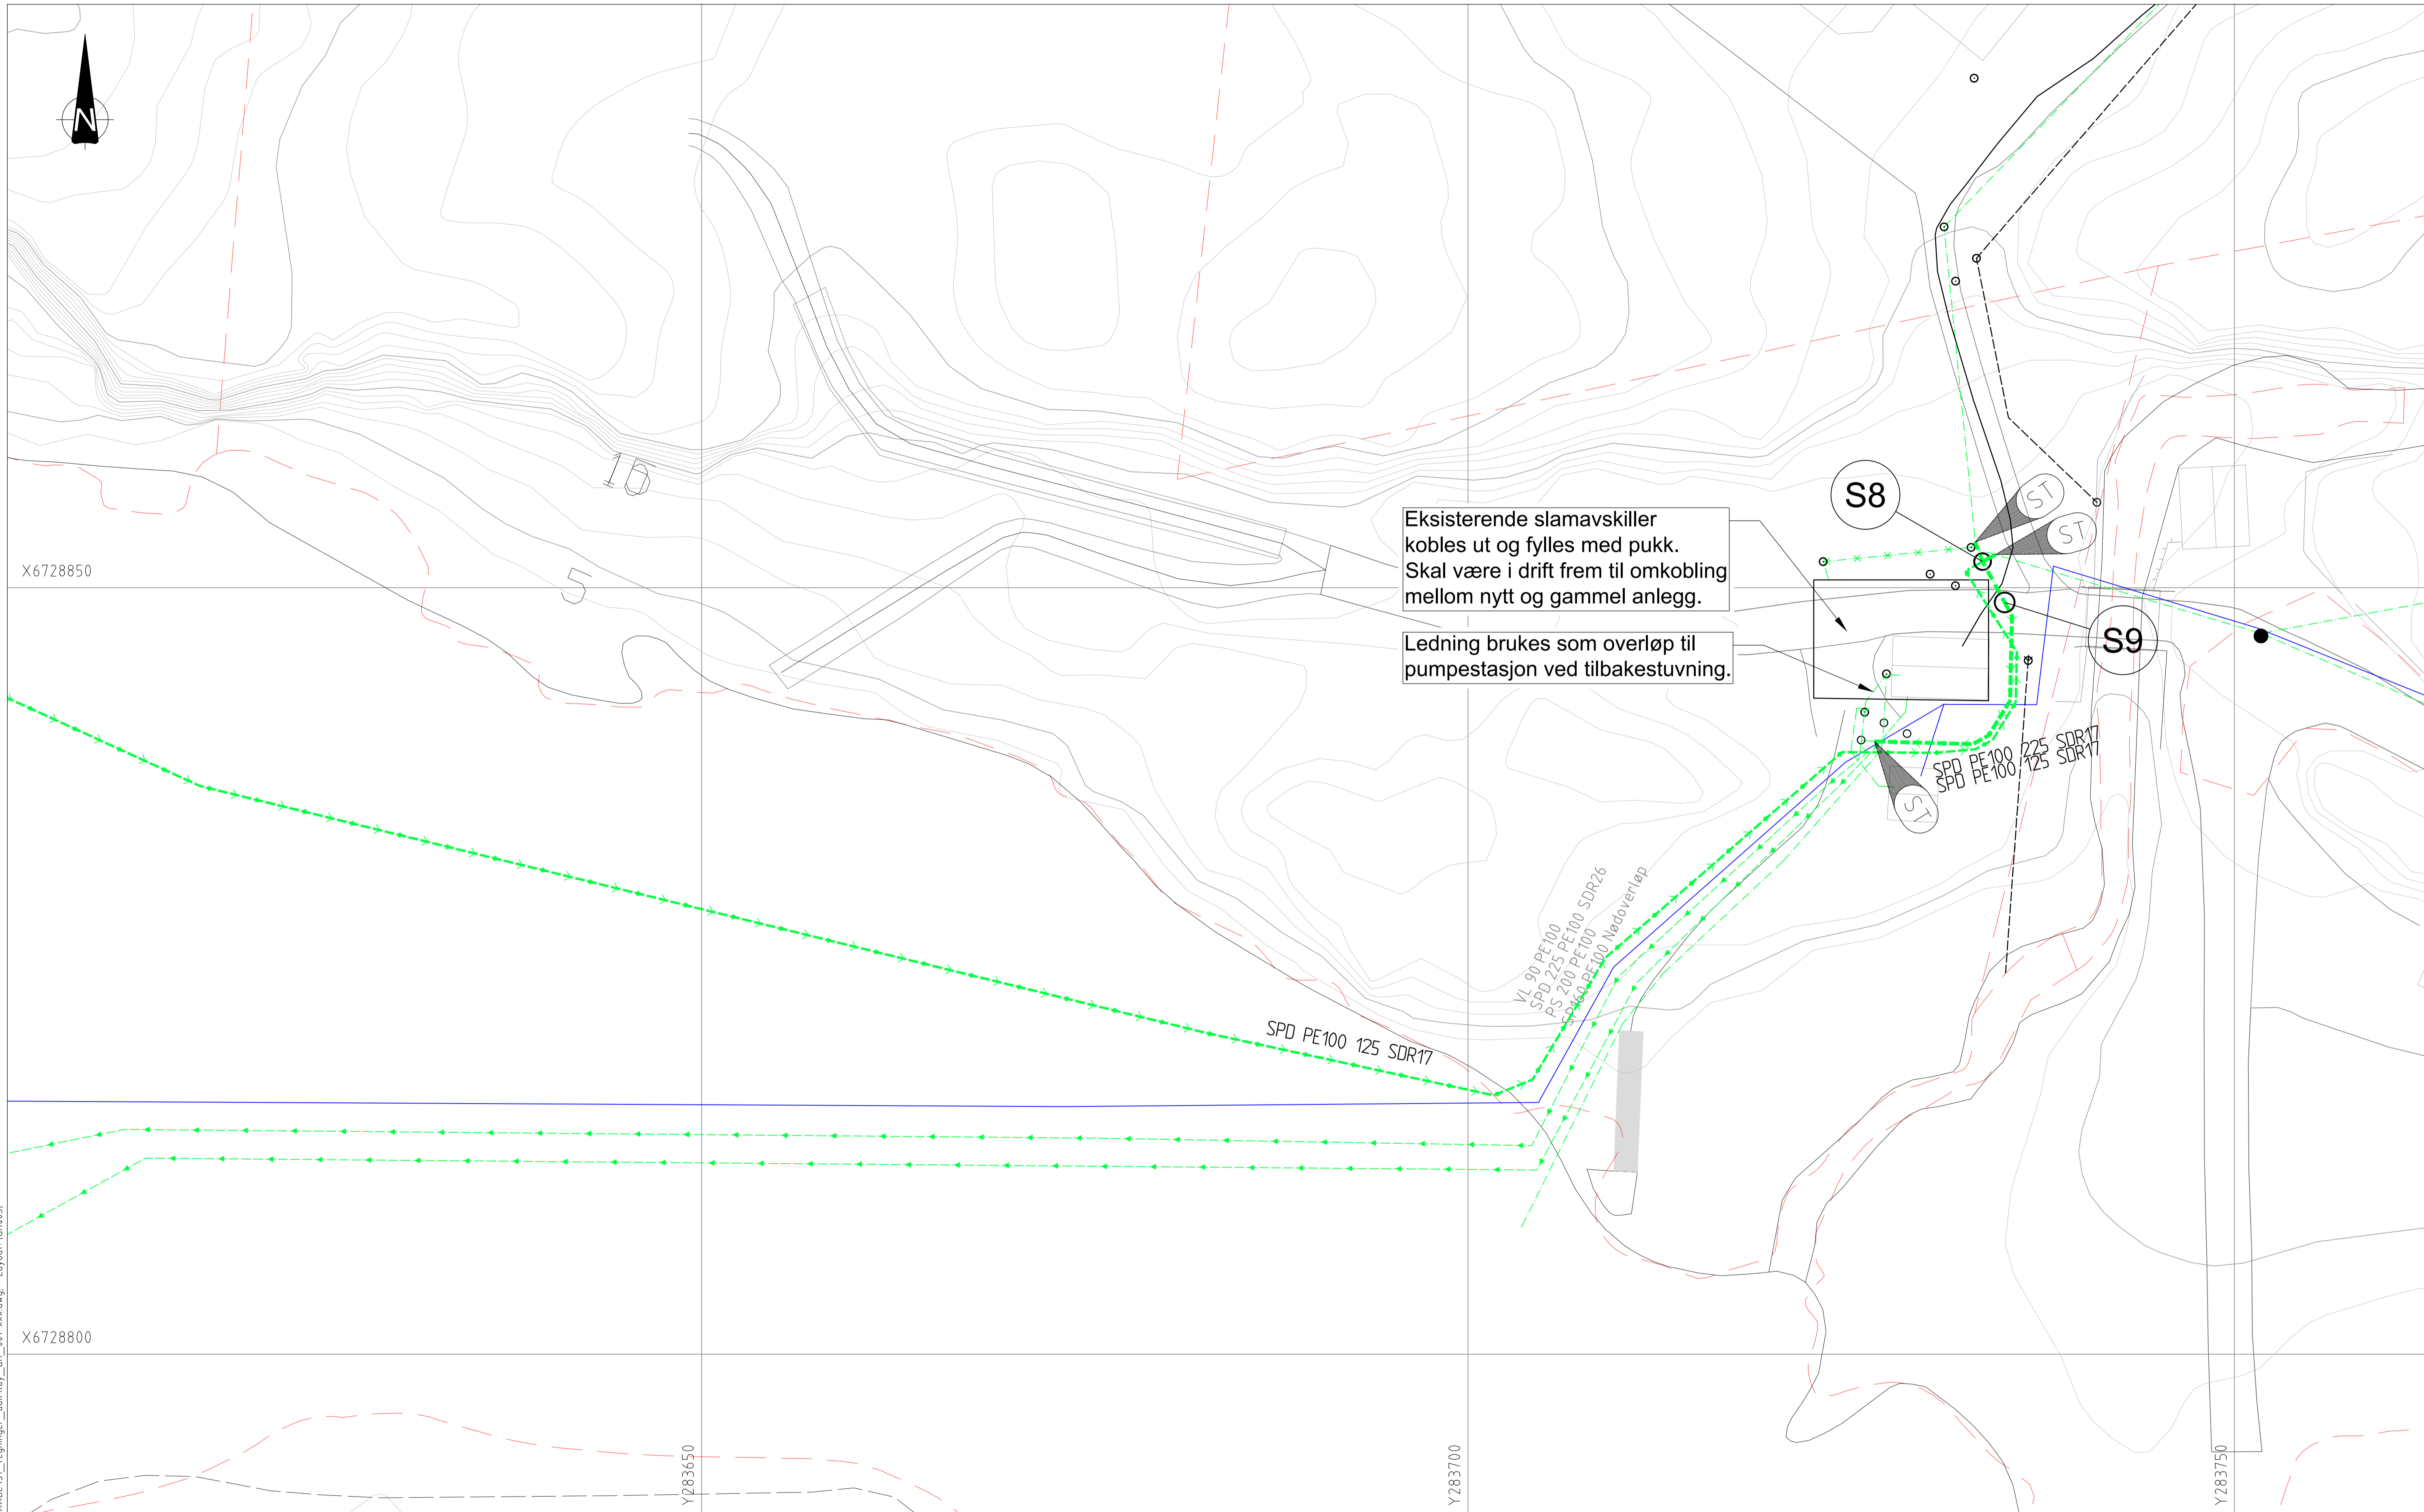 N
S8
ST
ST
Eksisterende slamavskiller
kobles ut og fylles med pukk.
Skal være i drift frem til omkobling
mellom nytt og gammel anlegg.
X6728850
Ledning brukes som overløp til
pumpestasjon ved tilbakestuvning.
S9
SPD PE100 225 SDR17
SPD PE100 125 SDR17
ST
VL 90 PE100
SPD 225 PE100 SDR26
PS 200 PE100
SP160 PE100 Nødoverløp
SPD PE100 125 SDR17
X6728800
Y283650
Y283700
Y283750